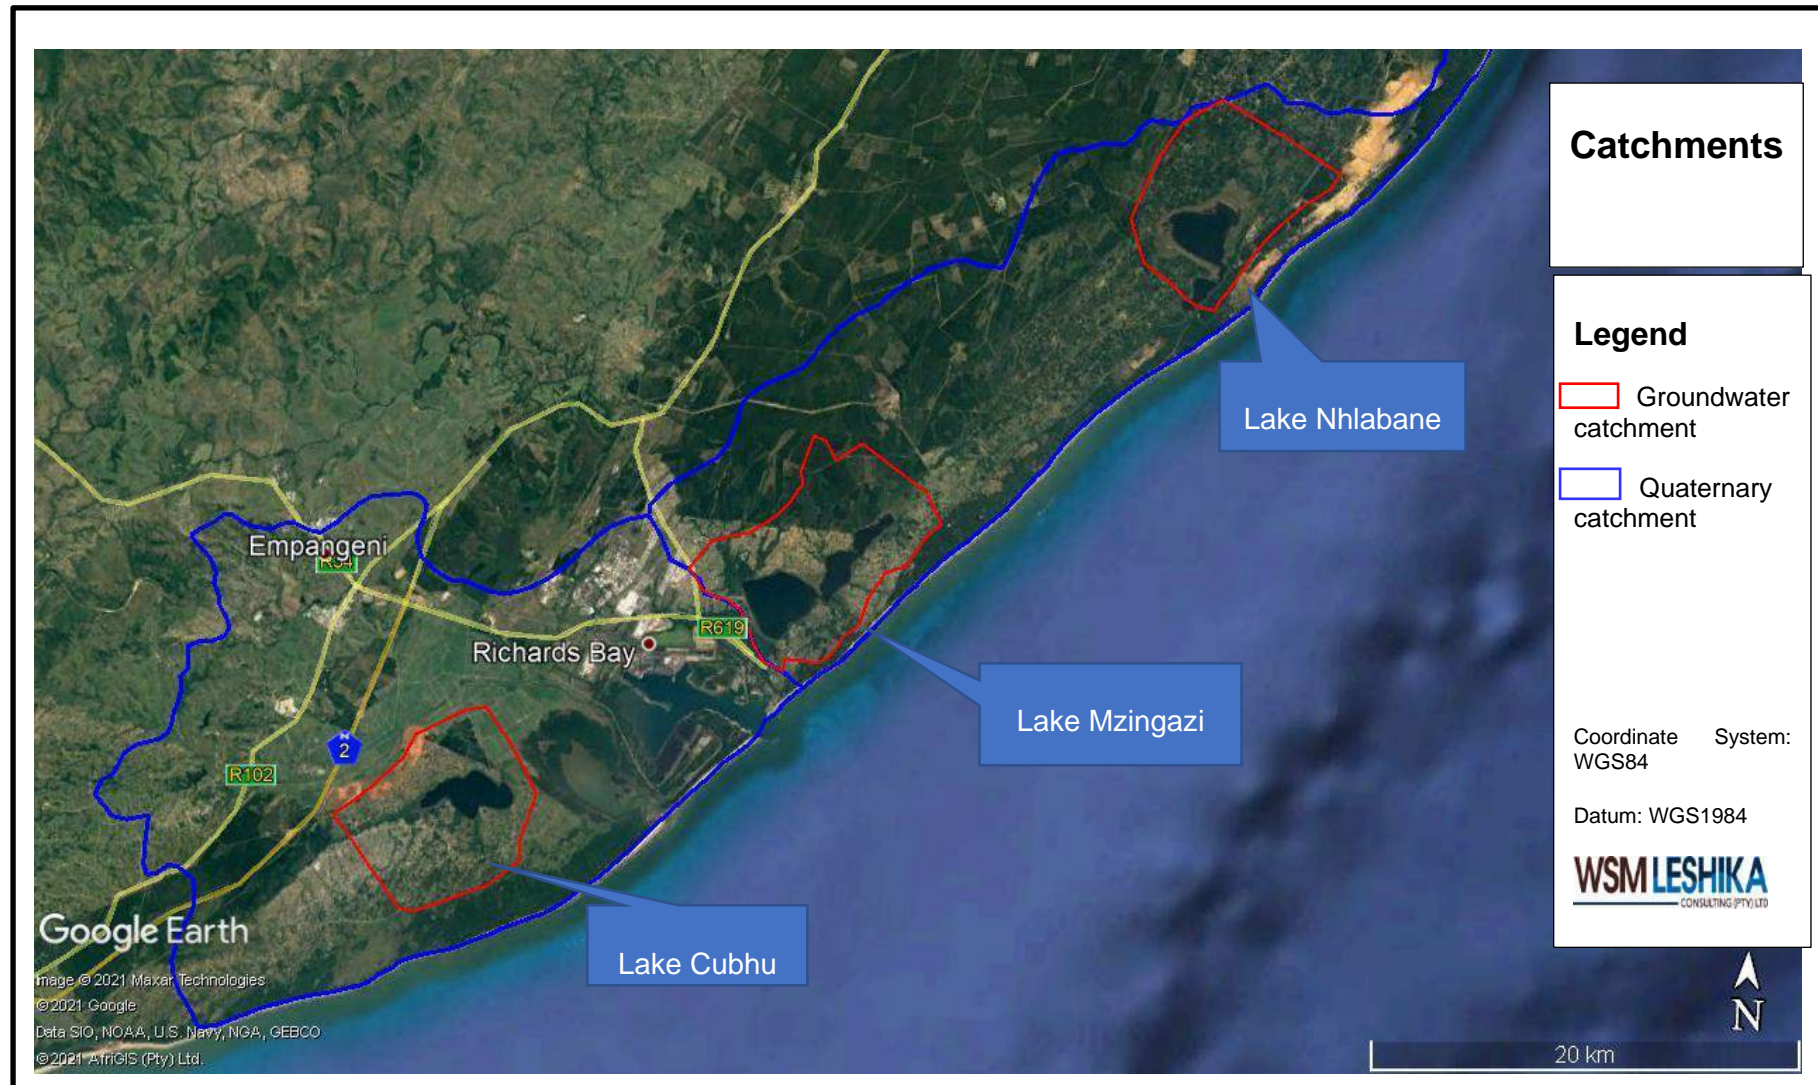 Catchments
Legend
Groundwater
catchment
Quaternary
catchment
Coordinate System:
WGS84
Datum: WGS1984
WSM LESHIKA
CONSULTING (PTY) LTD
N
20 km
Lake Nhlabane
Lake Mzingazi
Lake Cubhu
Empangeni
R34
Richards Bay
R619
N
2
R102
Google Earth
Image © 2021 Maxar Technologies
© 2021 Google
Data SIO, NOAA, U.S. Navy, NGA, GEBCO
© 2021 AfriGIS (Pty) Ltd.